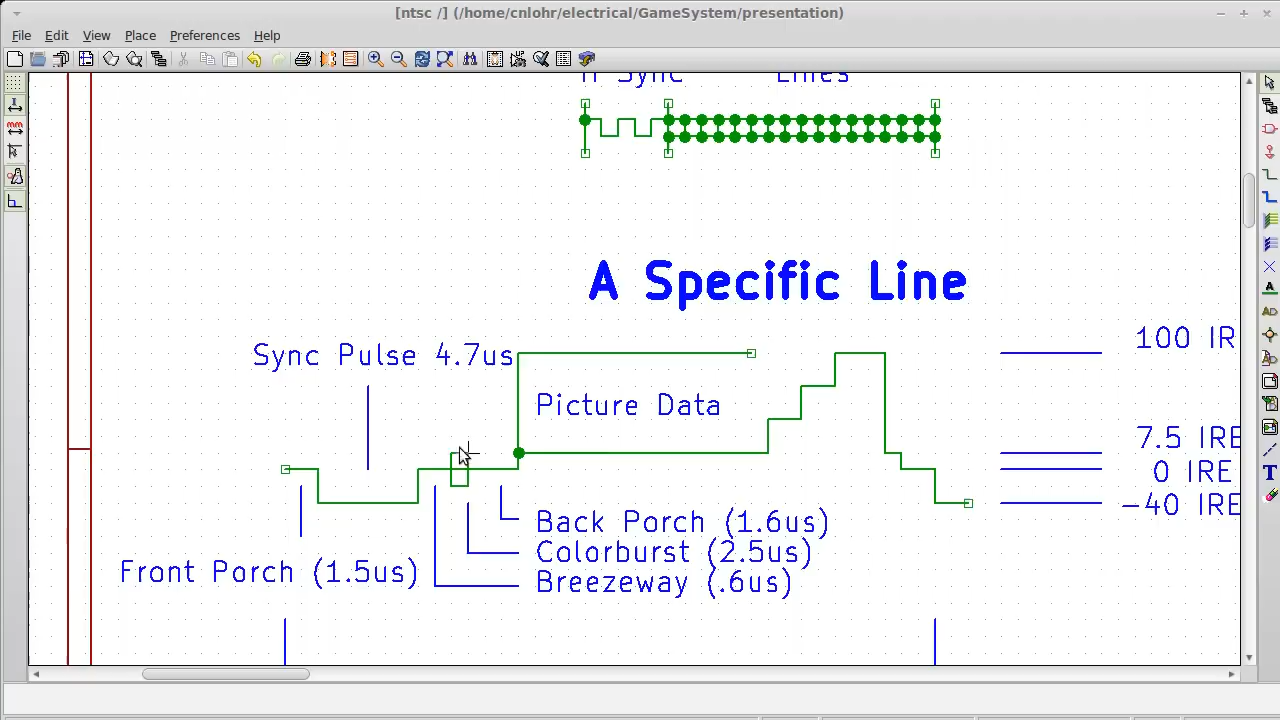 [ntsc /] (/home/cnlohr/electrical/GameSystem/presentation)
File Edit View Place Preferences Help
Sync Lines
A Specific Line
Sync Pulse 4.7us
100 IR
Picture Data
7.5 IRE
0 IRE
-40 IRE
Back Porch (1.6us)
Colorburst (2.5us)
Front Porch (1.5us)
Breezeway (.6us)